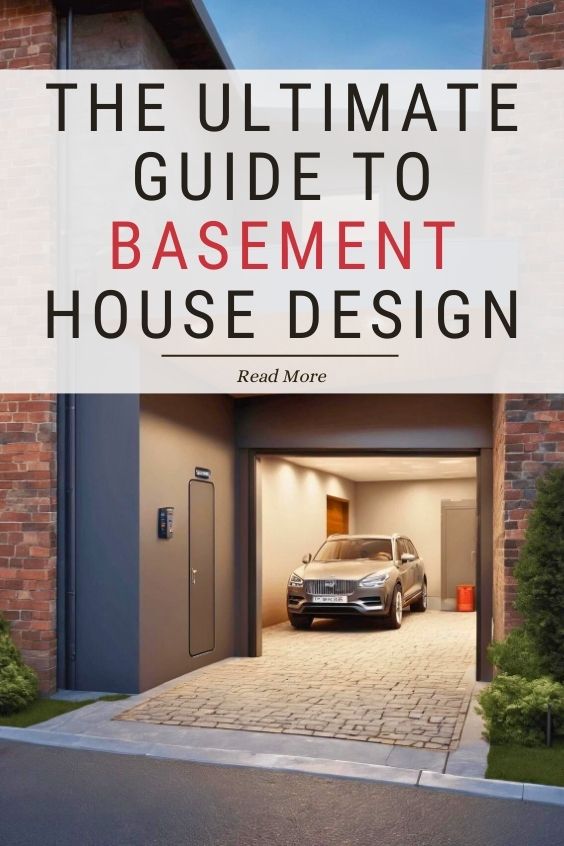 THE ULTIMATE
GUIDE TO
BASEMENT
HOUSE DESIGN
Read More